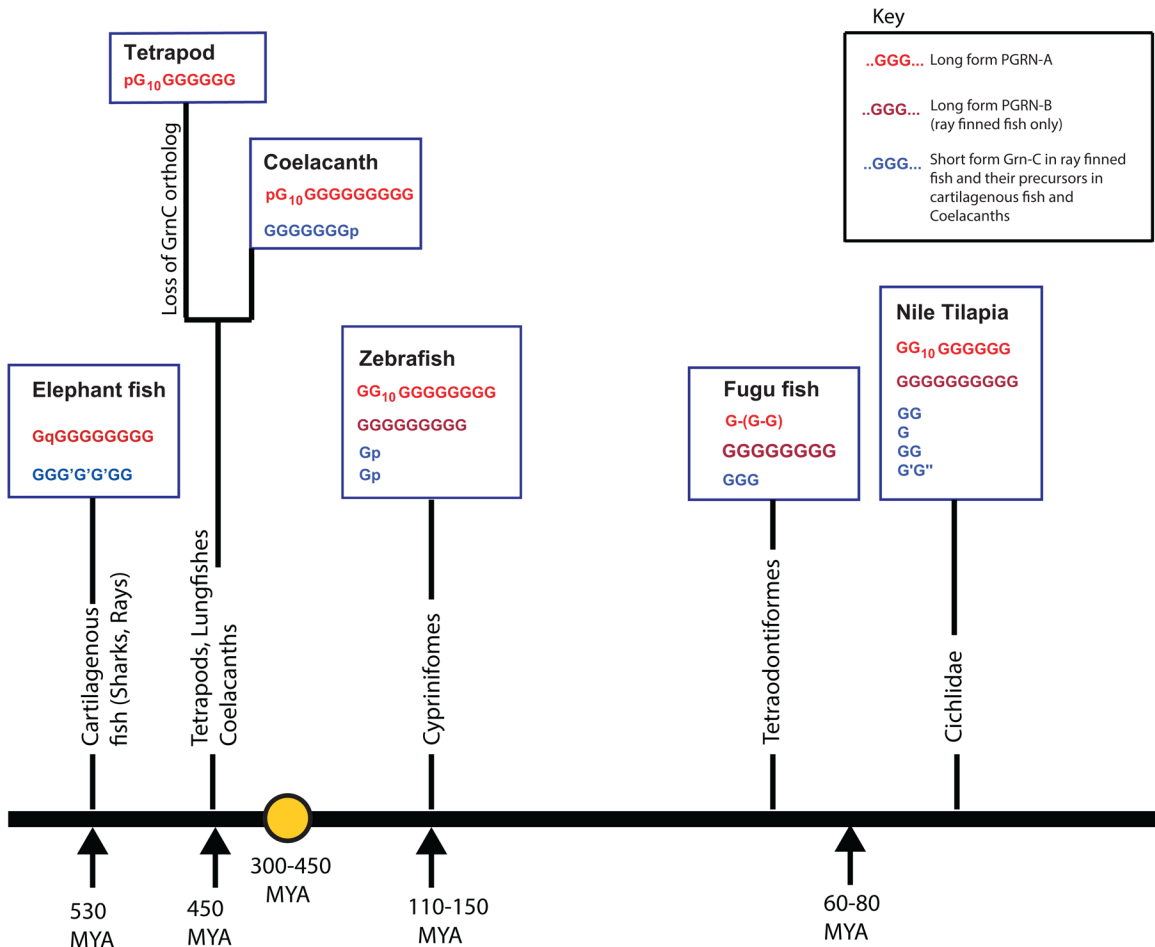 Key
..GGG... Long form PGRN-A
..GGG... Long form PGRN-B
(ray finned fish only)
..GGG... Short form Grn-C in ray finned
fish and their precursors in
cartilagenous fish and
Coelacanths
Tetrapod
pG10GGGGGG
Loss of GrnC ortholog
Coelacanth
pG10GGGGGGGGG
GGGGGGGp
Elephant fish
GqGGGGGGGG
GGG'G'G'GG
Zebrafish
GG10 GGGGGGGG
GGGGGGGGG
Gp
Gp
Fugu fish
G-(G-G)
GGGGGGGG
GGG
Nile Tilapia
GG10 GGGGGG
GGGGGGGGGG
GG
G
GG
G'G"
Cartilagenous
fish (Sharks, Rays)
Tetrapods, Lungfishes
Coelacanths
Cyprinifomes
Tetraodontiformes
Cichlidae
530
MYA
450
MYA
300-450
MYA
110-150
MYA
60-80
MYA